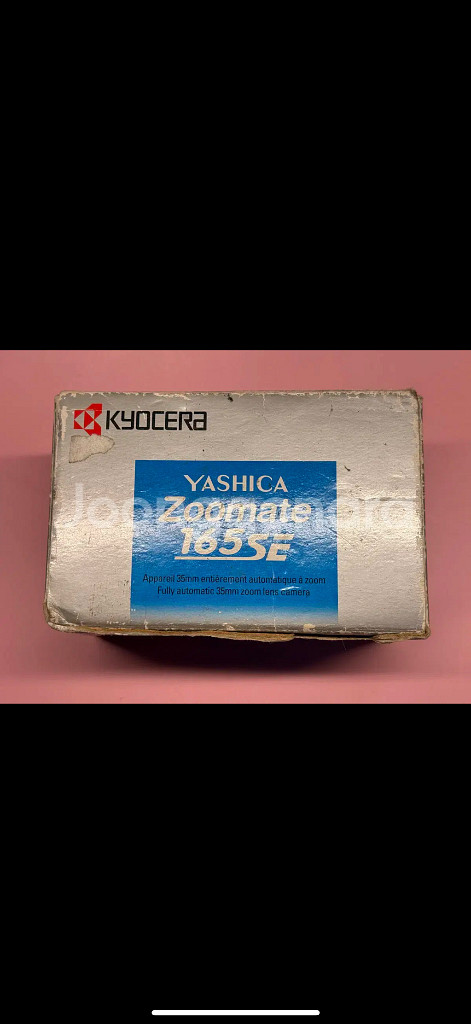 KYOCERA
YASHICA
Zoomate
165SE
Appareil 35mm entièrement automatique à zoom
Fully automatic 35mm zoom lens camera